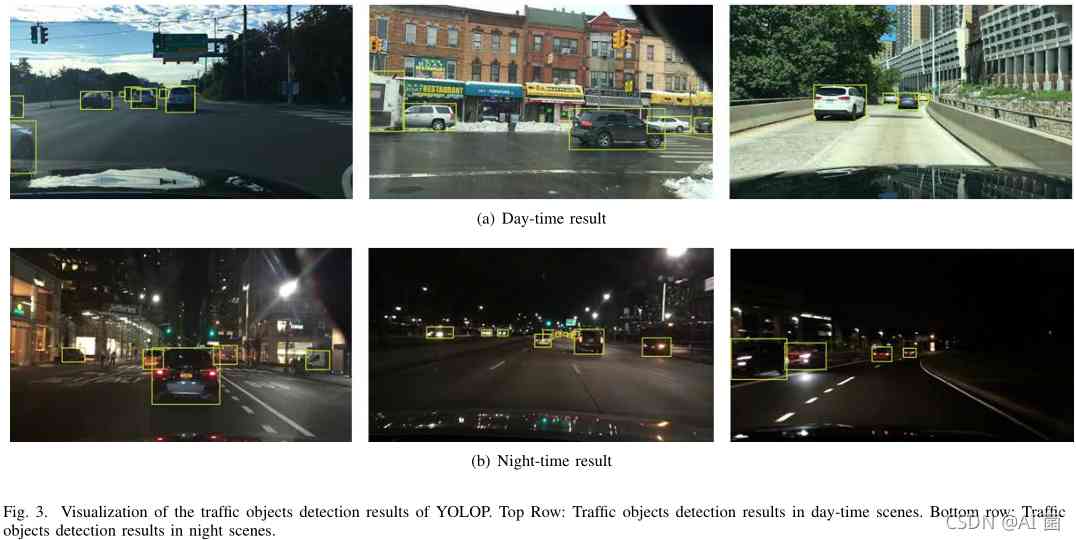 RESTAURANT
(a) Day-time result
(b) Night-time result
Fig. 3. Visualization of the traffic objects detection results of YOLOP. Top Row: Traffic objects detection results in day-time scenes. Bottom row: Traffic
objects detection results in night scenes.
CSDN @AI 菌